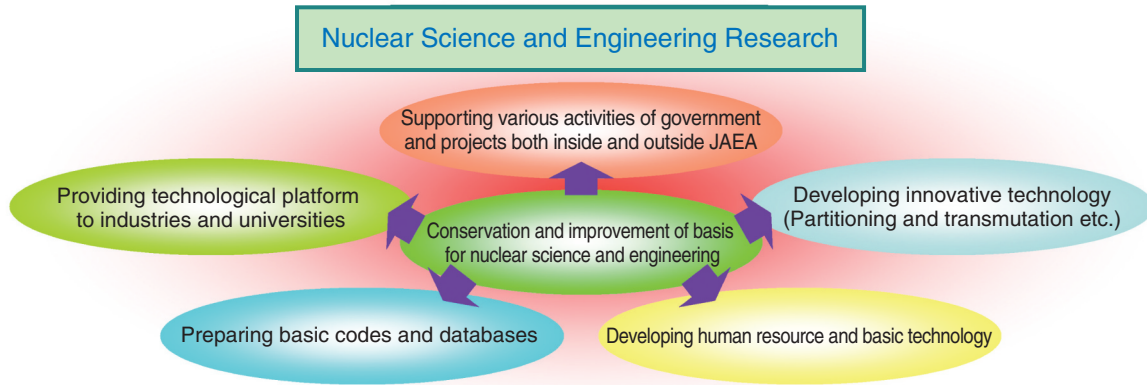 Nuclear Science and Engineering Research
Supporting various activities of government
and projects both inside and outside JAEA
Providing technological platform
to industries and universities
Developing innovative technology
(Partitioning and transmutation etc.)
Conservation and improvement of basis
for nuclear science and engineering
Preparing basic codes and databases
Developing human resource and basic technology